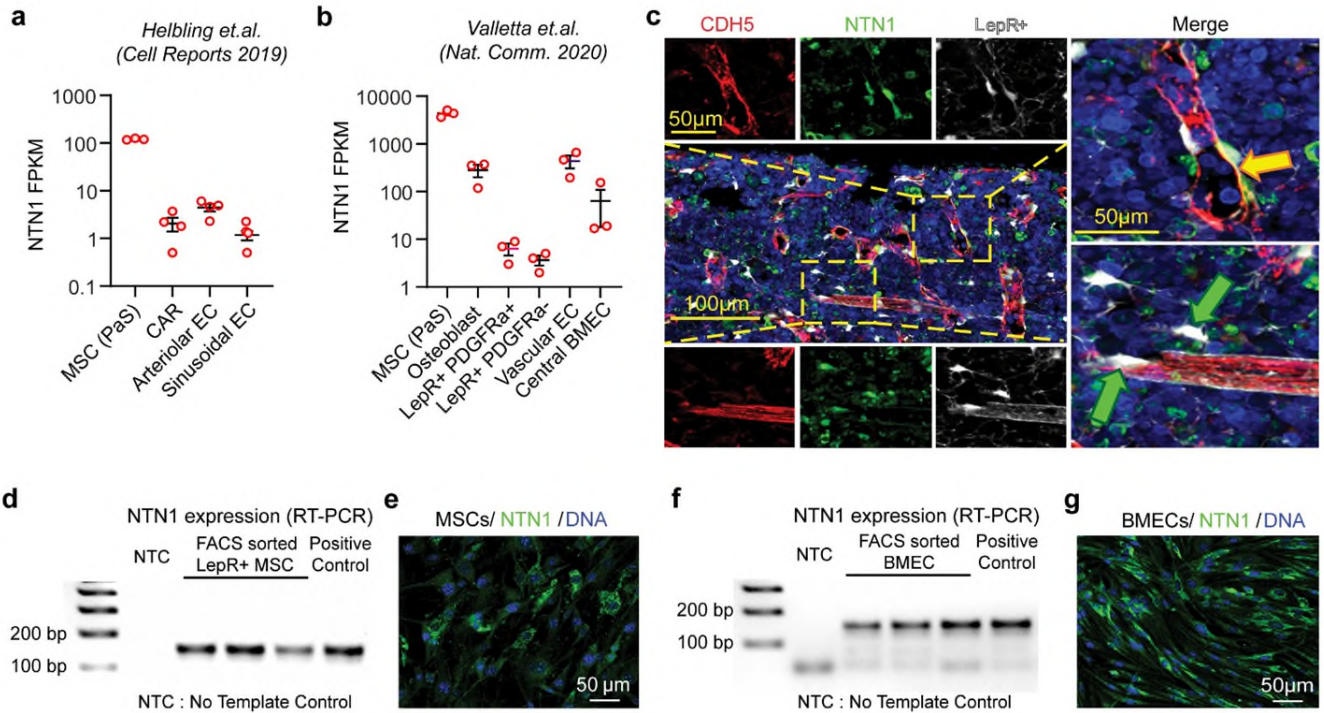 a
Helbling et.al.
(Cell Reports 2019)
NTN1 FPKM
1000
100
10
1
0.1
MSC (PaS)
CAR
Arteriolar EC
Sinusoidal EC
b
Valletta et.al.
(Nat. Comm. 2020)
NTN1 FPKM
10000
1000
100
10
1
MSC (PaS)
Osteoblast
LepR+ PDGFRa+
LepR+ PDGFRa-
Vascular EC
Central BMEC
c
CDH5
NTN1
LepR+
Merge
50µm
100µm
50µm
d
NTN1 expression (RT-PCR)
NTC
FACS sorted
LepR+ MSC
Positive
Control
200 bp
100 bp
NTC : No Template Control
e
MSCs/ NTN1 /DNA
50 µm
f
NTN1 expression (RT-PCR)
NTC
FACS sorted
BMEC
Positive
Control
200 bp
100 bp
NTC : No Template Control
g
BMECs/ NTN1 /DNA
50µm